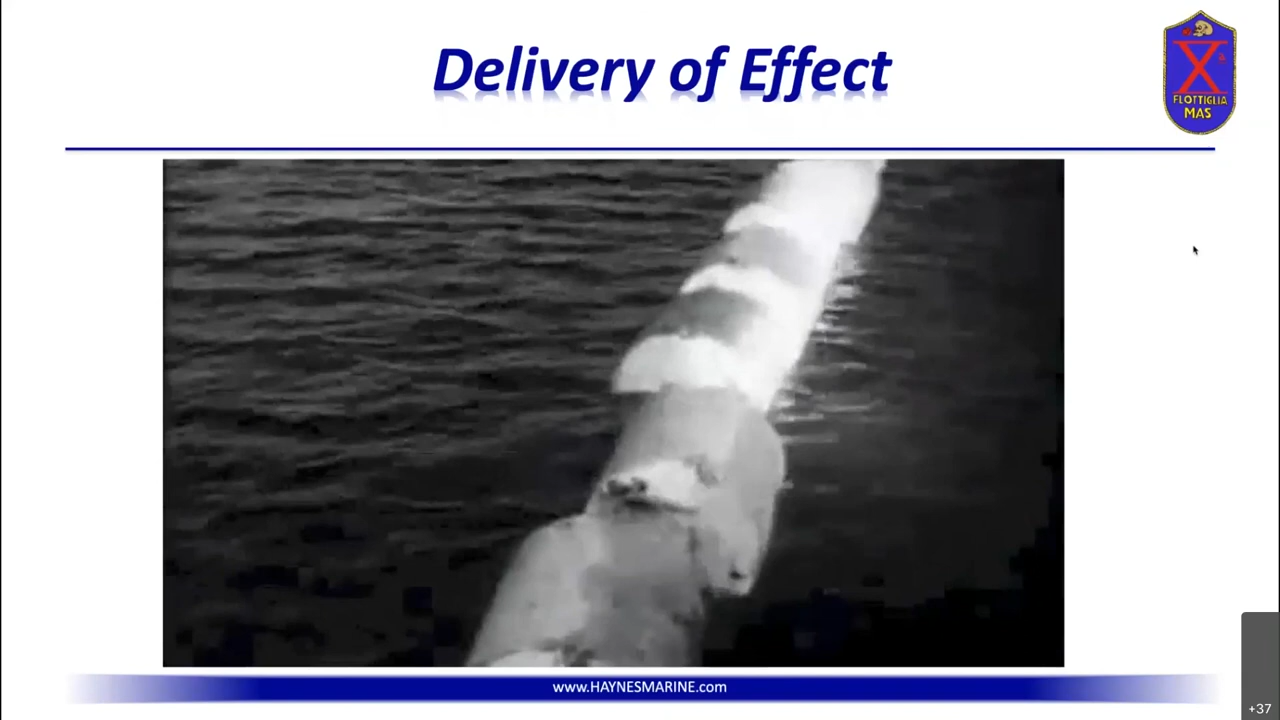 Delivery of Effect
X
FLOTTIGLIA
MAS
www.HAYNESMARINE.com
+37